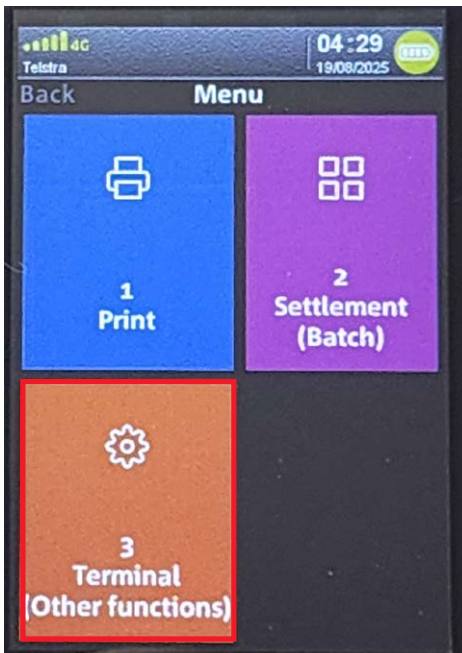 4G
04:29
Telstra
19/08/2025
Back
Menu
1
Print
2
Settlement
(Batch)
3
Terminal
(Other functions)